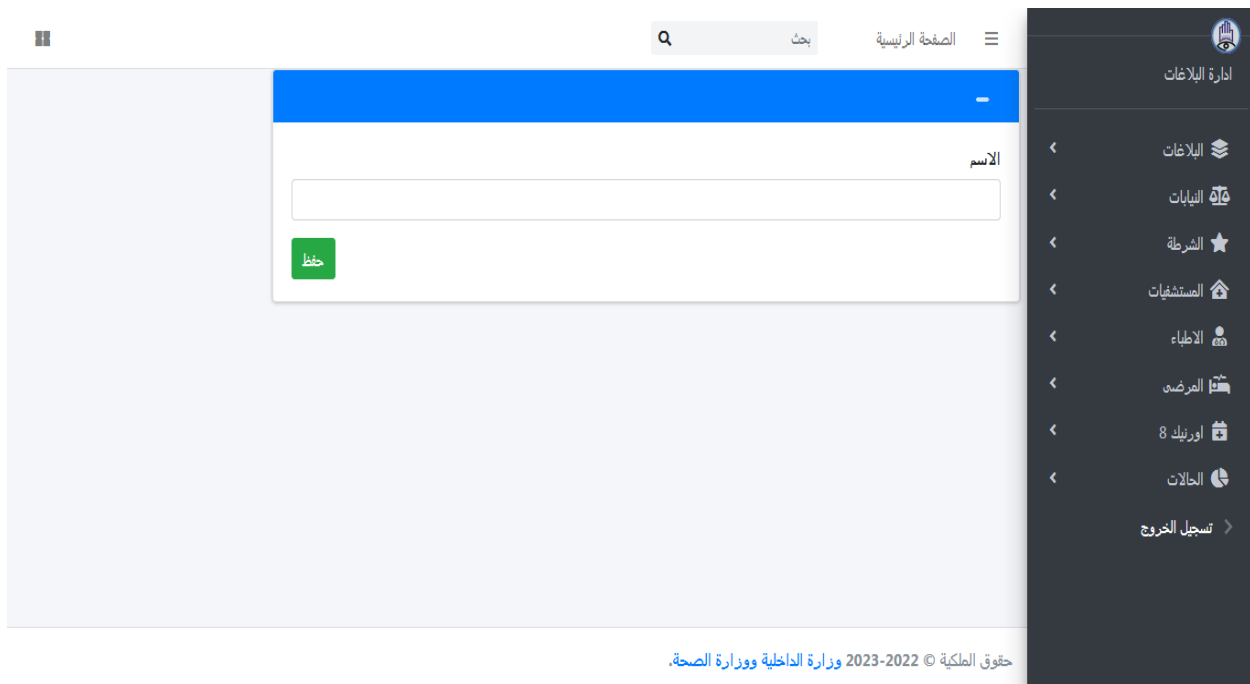 الصفحة الرئيسية
بحث
ادارة البلاغات
البلاغات
النيابات
الشرطة
المستشفيات
الاطباء
المرضى
اورنيك 8
الحالات
تسجيل الخروج
الاسم
حفظ
حقوق الملكية © 2022-2023 وزارة الداخلية ووزارة الصحة.